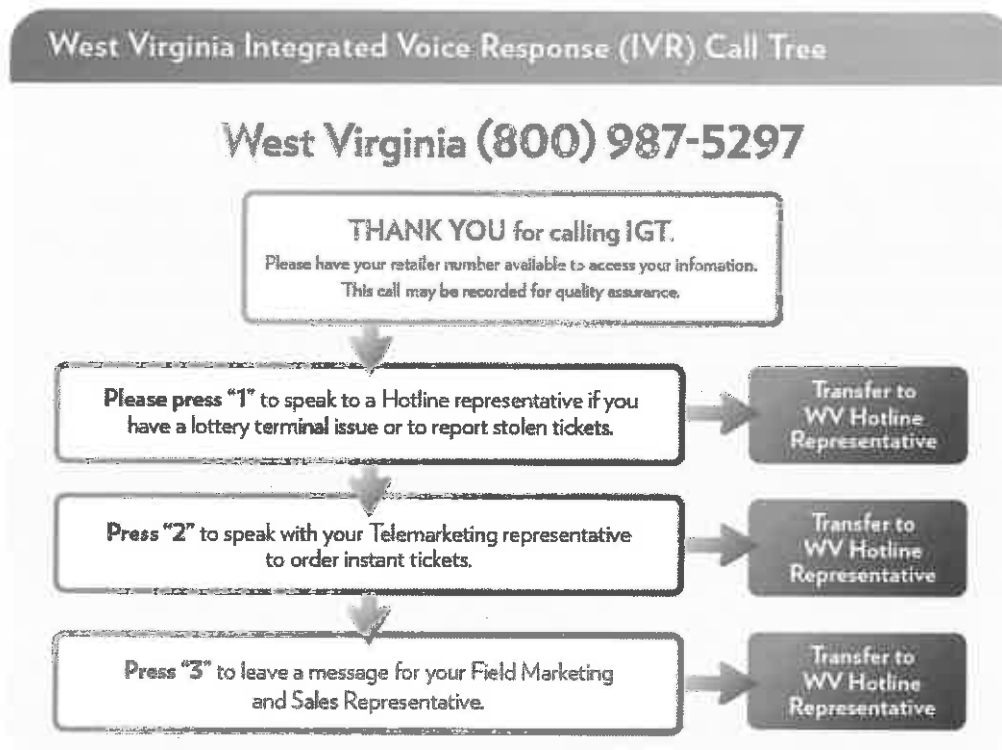 West Virginia Integrated Voice Response (IVR) Call Tree
West Virginia (800) 987-5297
THANK YOU for calling IGT.
Please have your retailer number available to access your infomation.
This call may be recorded for quality assurance.
Please press "1" to speak to a Hotline representative if you
have a lottery terminal issue or to report stolen tickets.
Transfer to
WV Hotline
Representative
Press "2" to speak with your Telemarketing representative
to order instant tickets.
Transfer to
WV Hotline
Representative
Press "3" to leave a message for your Field Marketing
and Sales Representative.
Transfer to
WV Hotline
Representative